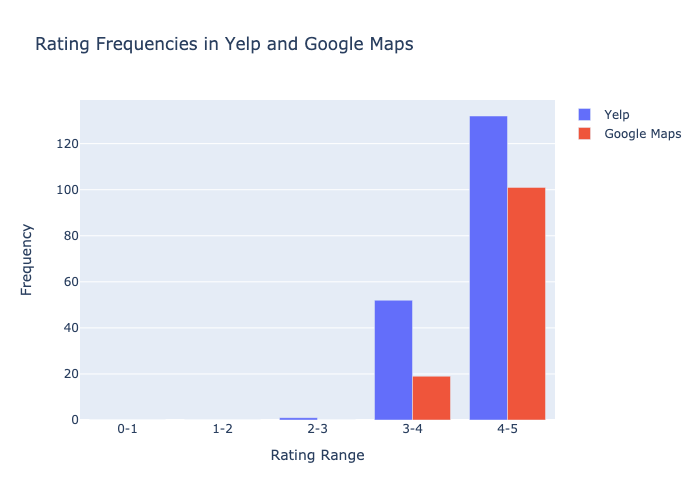 Rating Frequencies in Yelp and Google Maps
Yelp
Google Maps
120
100
80
60
40
20
0
Frequency
0-1
1-2
2-3
3-4
4-5
Rating Range